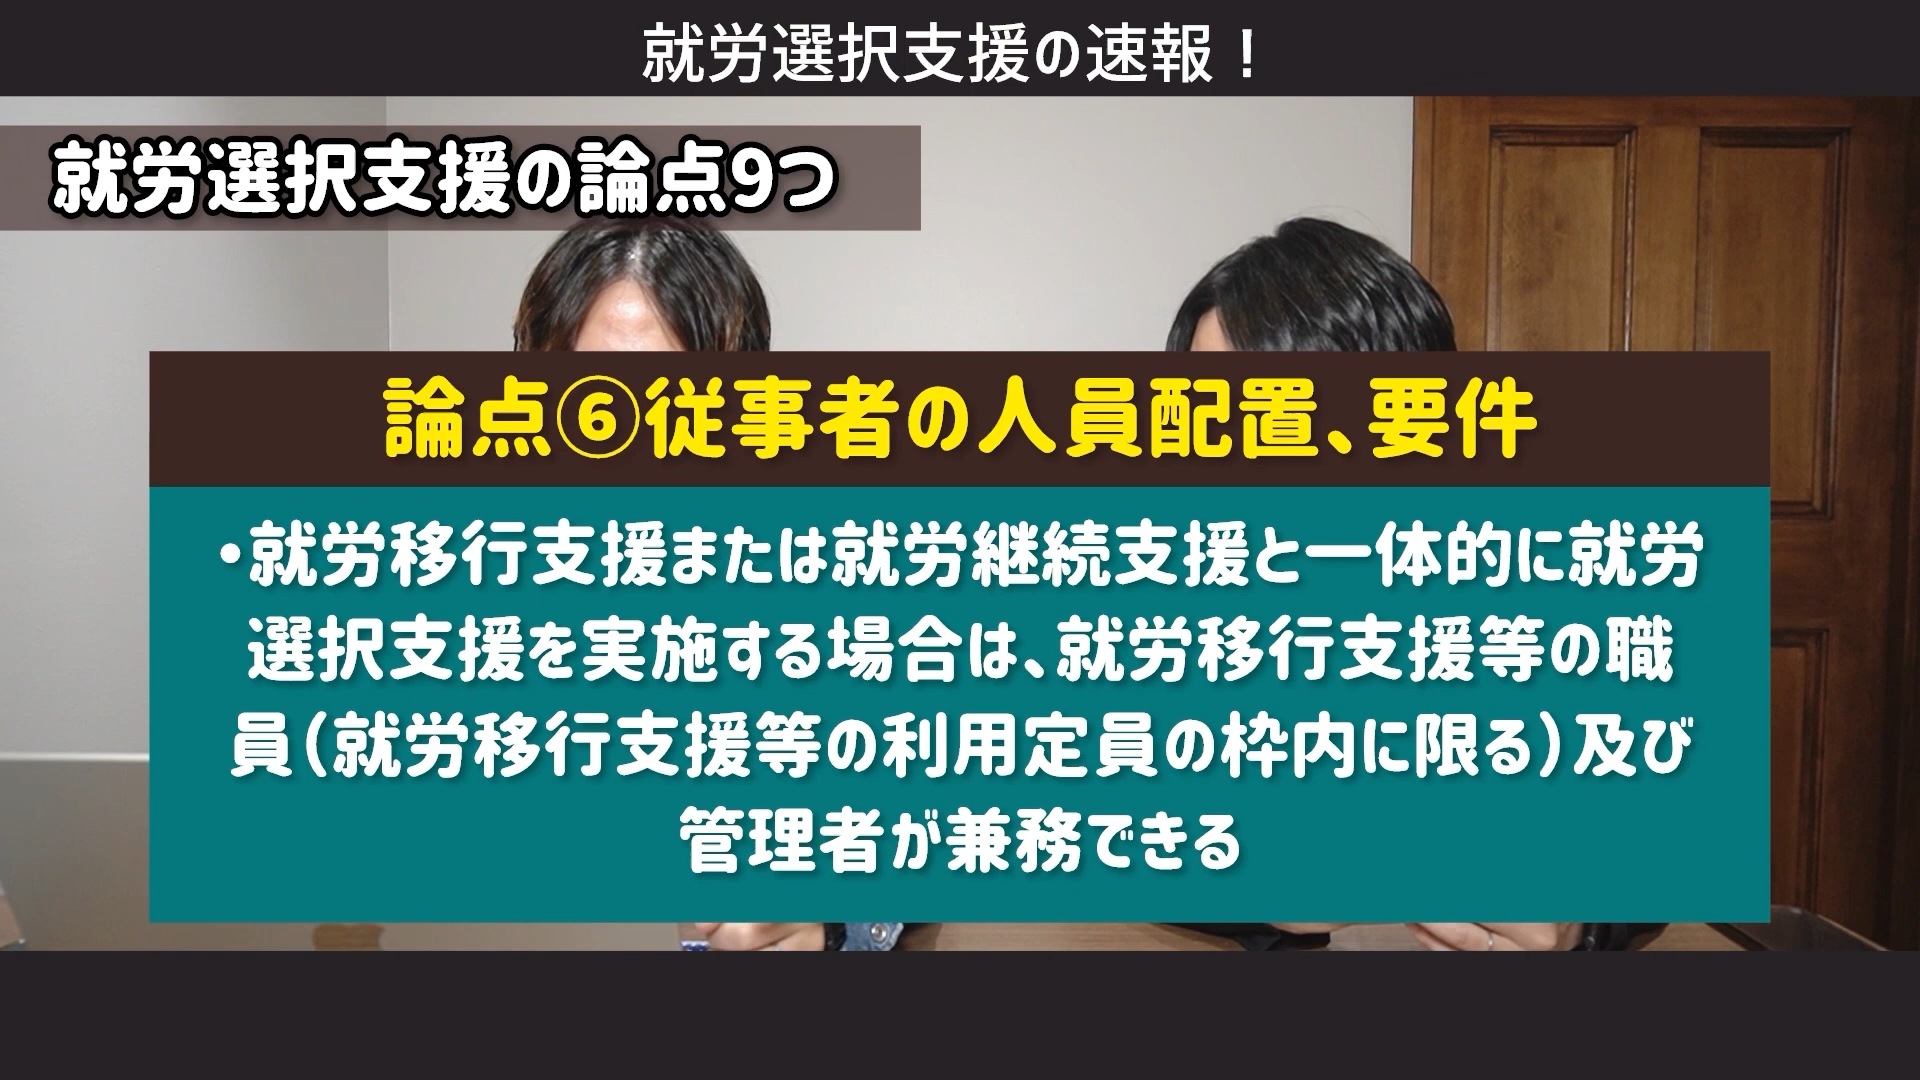 就労選択支援の速報！
就労選択支援の論点9つ
論点⑥従事者の人員配置、要件
・就労移行支援または就労継続支援と一体的に就労
選択支援を実施する場合は、就労移行支援等の職
員（就労移行支援等の利用定員の枠内に限る）及び
管理者が兼務できる